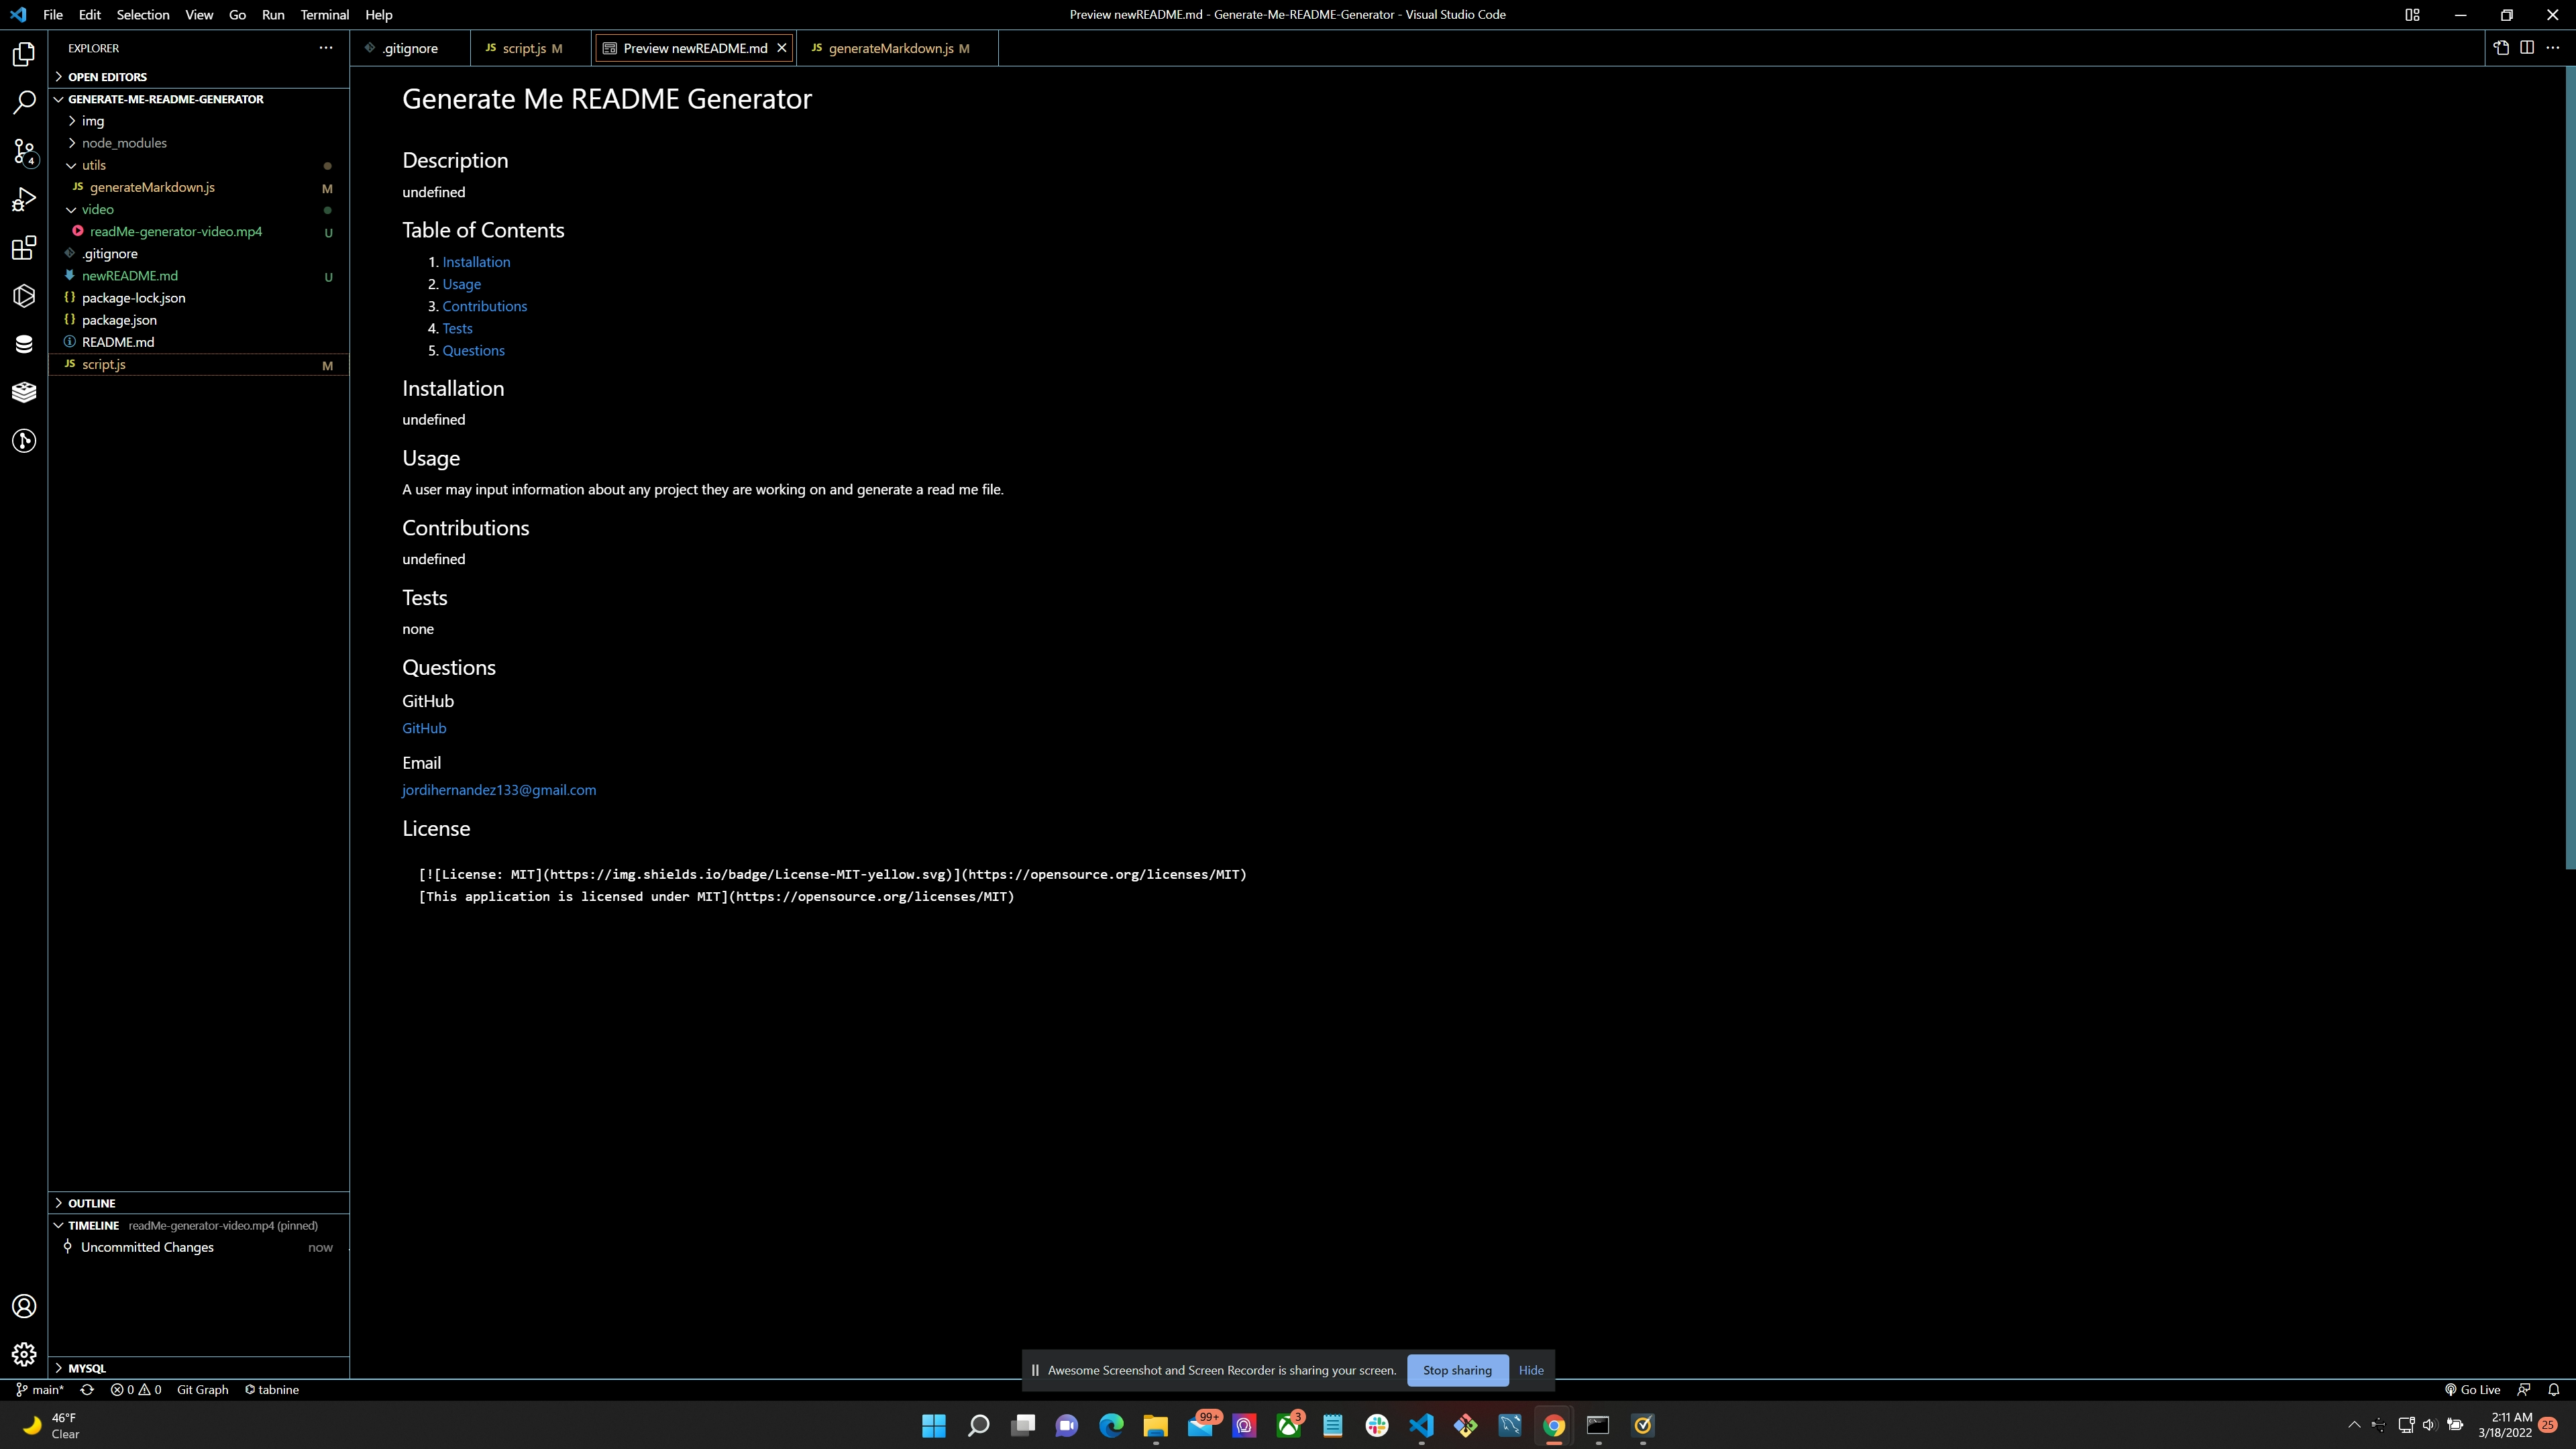 File Edit Selection View Go Run Terminal Help
Preview newREADME.md - Generate-Me-README-Generator - Visual Studio Code
EXPLORER
.gitignore
JS script.js M
Preview newREADME.md
JS generateMarkdown.js M
OPEN EDITORS
GENERATE-ME-README-GENERATOR
img
node_modules
utils
JS generateMarkdown.js M
video
readMe-generator-video.mp4 U
.gitignore
newREADME.md U
{} package-lock.json
{} package.json
README.md
JS script.js M
4
Generate Me README Generator
Description
undefined
Table of Contents
1. Installation
2. Usage
3. Contributions
4. Tests
5. Questions
Installation
undefined
Usage
A user may input information about any project they are working on and generate a read me file.
Contributions
undefined
Tests
none
Questions
GitHub
GitHub
Email
jordihernandez133@gmail.com
License
[![License: MIT](https://img.shields.io/badge/License-MIT-yellow.svg)](https://opensource.org/licenses/MIT)
[This application is licensed under MIT](https://opensource.org/licenses/MIT)
OUTLINE
TIMELINE readMe-generator-video.mp4 (pinned)
Uncommitted Changes now
MYSQL
Awesome Screenshot and Screen Recorder is sharing your screen. Stop sharing Hide
main* 0 0 Git Graph tabnine
Go Live
46°F
Clear
99+
3
2:11 AM
3/18/2022
25